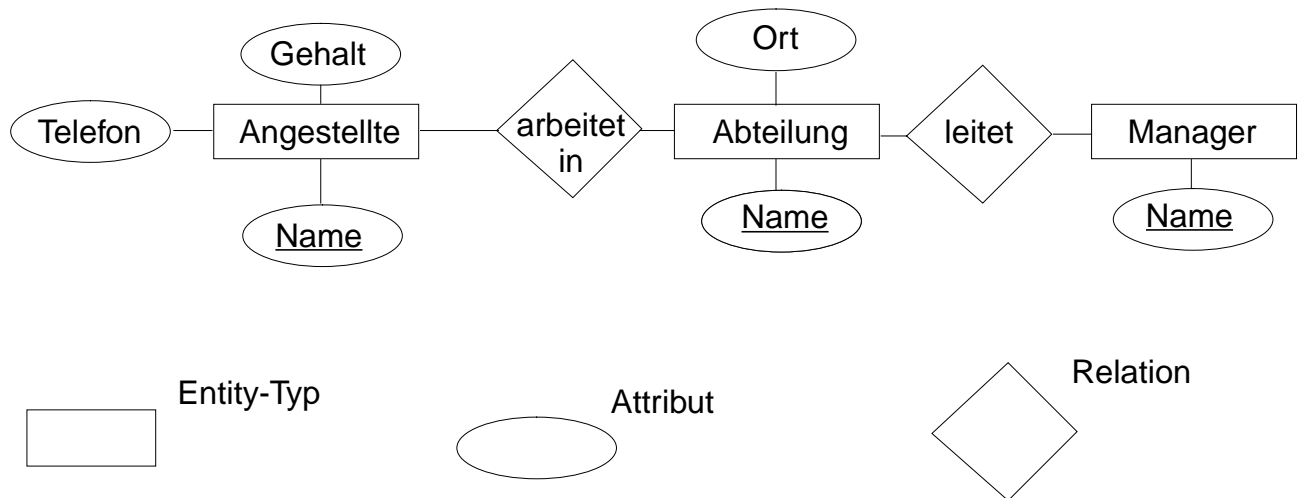 Gehalt
Ort
Telefon
Angestellte
arbeitet
in
Abteilung
leitet
Manager
Name
Name
Name
Entity-Typ
Attribut
Relation